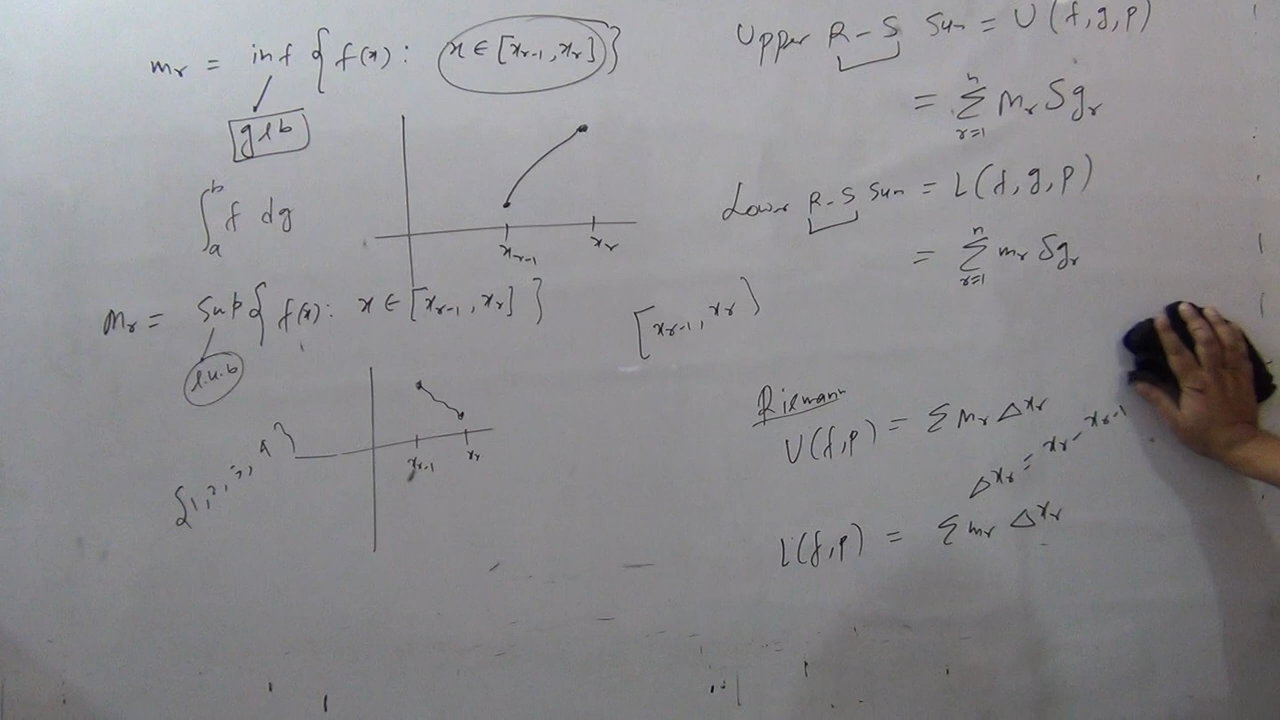 mr = inf { f(x) : x ∈ [xr-1, xr] }
glb
∫ab f dg
xr-1 xr
Mr = Sup { f(x) : x ∈ [xr-1, xr] }
l.u.b
xr-1 xr
Upper R-S Sum = U(f,g,p)
= Σr=1n Mr δgr
Lower R-S Sum = L(f,g,p)
= Σr=1n mr δgr
[xr-1, xr]
Riemann
U(f,p) = Σ Mr Δxr
Δxr = xr - xr-1
L(f,p) = Σ mr Δxr